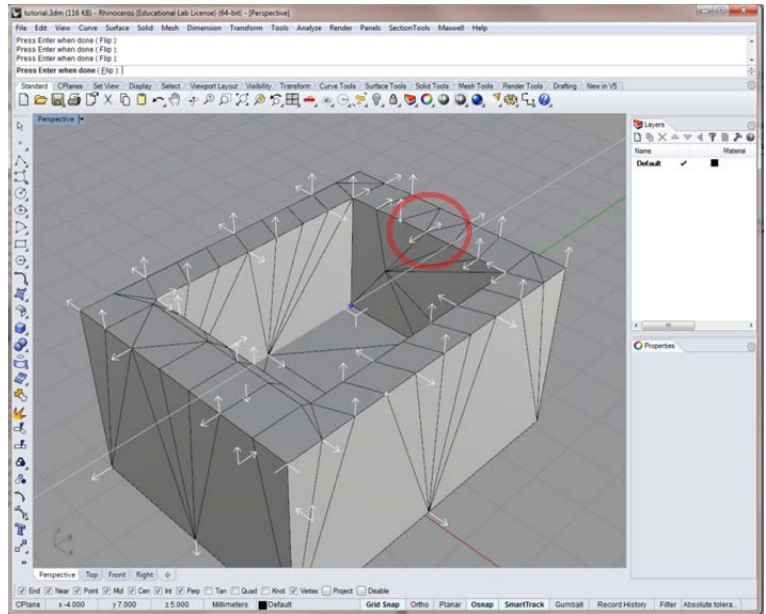 tutorial.3dm (116 KB) - Rhinoceros (Educational Lab License) (64-bit) - [Perspective]
File Edit View Curve Surface Solid Mesh Dimension Transform Tools Analyze Render Panels SectionTools Maxwell Help
Press Enter when done ( Flip ):
Press Enter when done ( Flip ):
Press Enter when done ( Flip ):
Press Enter when done ( Flip ):
Standard CPlanes Set View Display Select Viewport Layout Visibility Transform Curve Tools Surface Tools Solid Tools Mesh Tools Render Tools Drafting New in V5
Perspective
Layers
Name Material
Default
Properties
z
y
x
Perspective Top Front Right
End Near Point Mid Cen Int Perp Tan Quad Knot Vertex Project Disable
CPlane x -4.000 y 7.000 z 5.000 Millimeters Default Grid Snap Ortho Planar Osnap SmartTrack Gumball Record History Filter Absolute tolera...